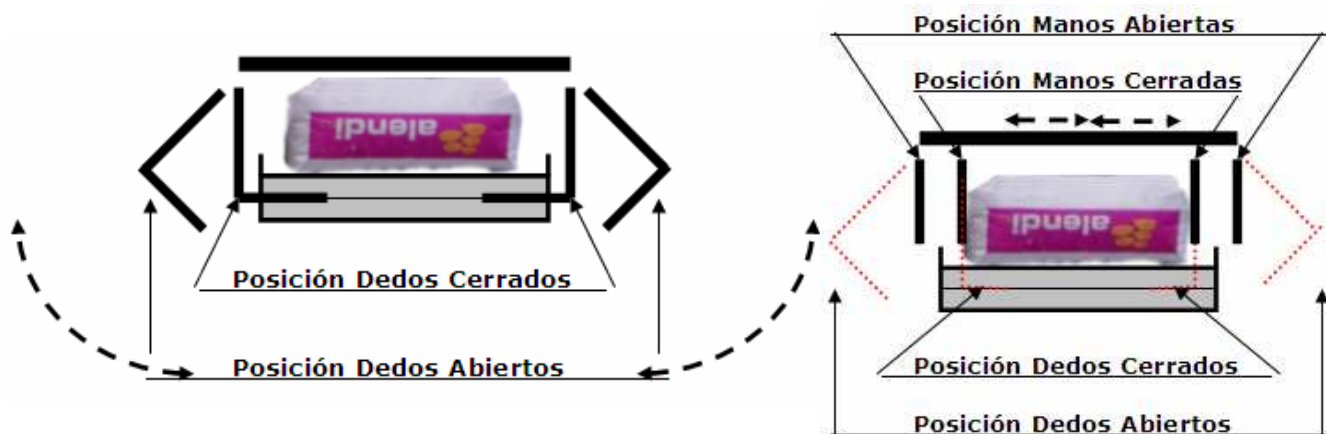 alendi
Posición Dedos Cerrados
Posición Dedos Abiertos
Posición Manos Abiertas
Posición Manos Cerradas
alendi
Posición Dedos Cerrados
Posición Dedos Abiertos